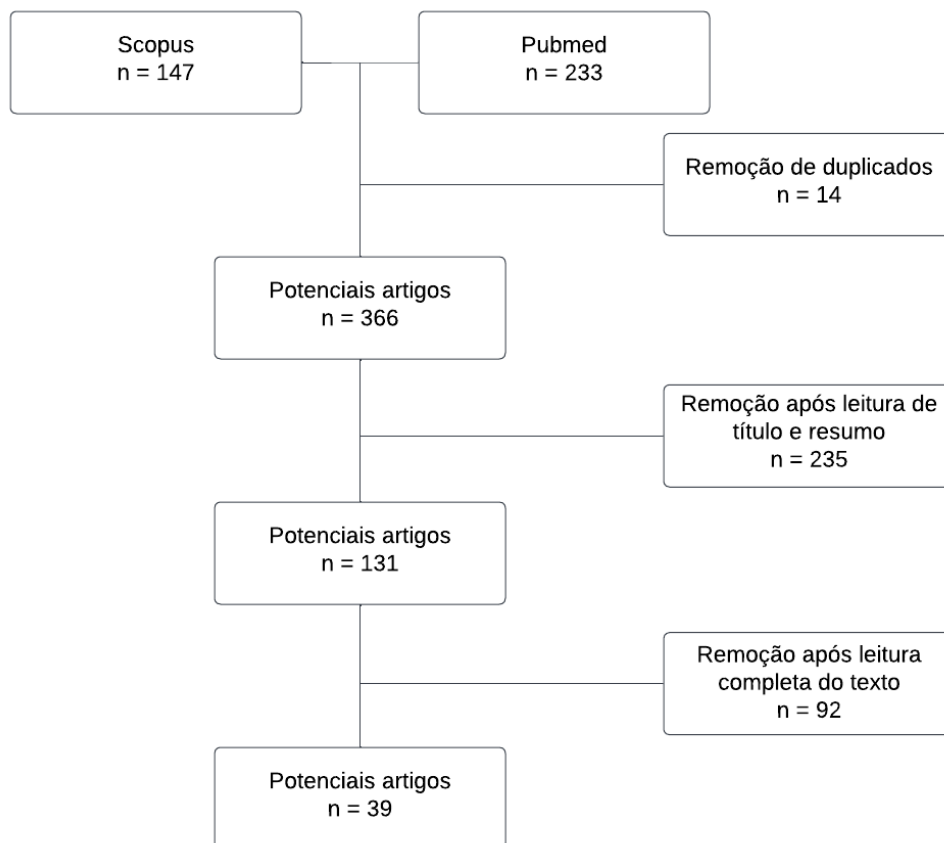 Scopus
n = 147
Pubmed
n = 233
Remoção de duplicados
n = 14
Potenciais artigos
n = 366
Remoção após leitura de
título e resumo
n = 235
Potenciais artigos
n = 131
Remoção após leitura
completa do texto
n = 92
Potenciais artigos
n = 39